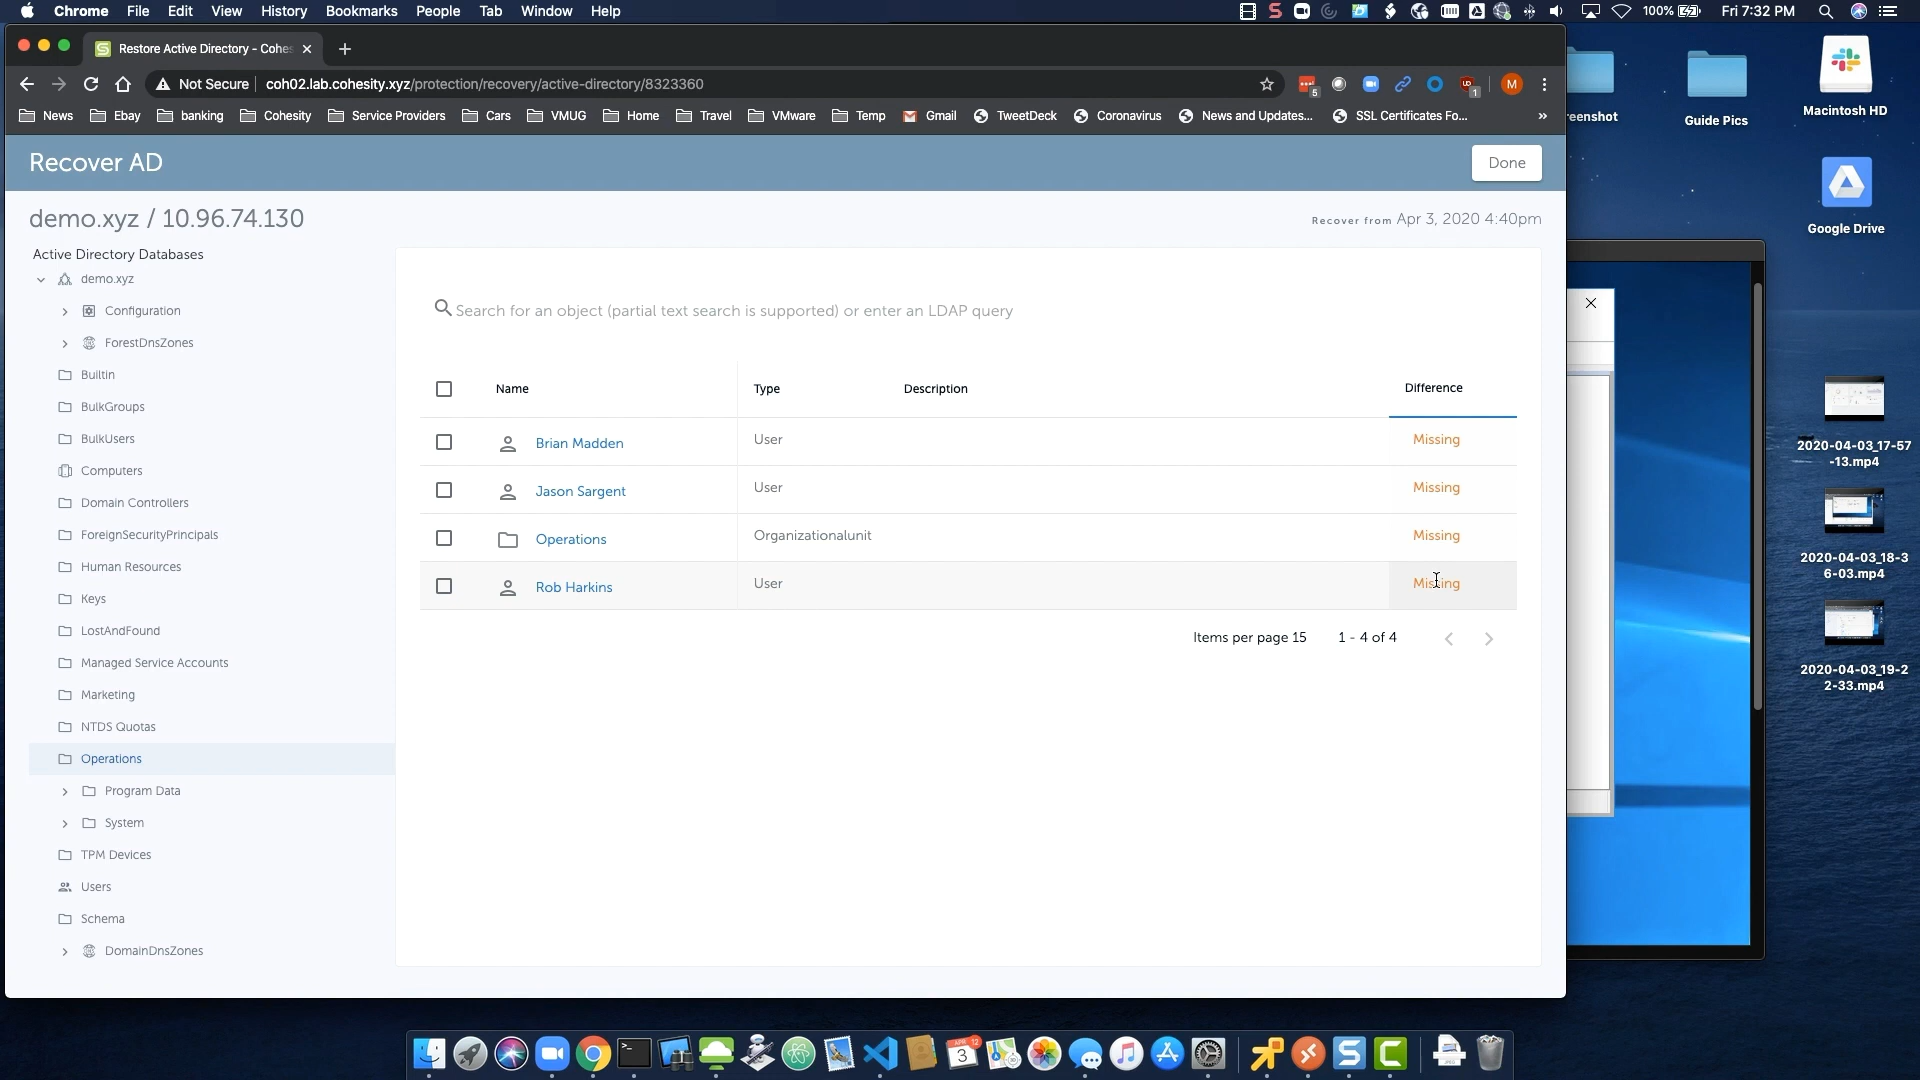 Chrome File Edit View History Bookmarks People Tab Window Help
100% Fri 7:32 PM
Restore Active Directory - Cohes
Not Secure coh02.lab.cohesity.xyz/protection/recovery/active-directory/8323360
5
1
M
News Ebay banking Cohesity Service Providers Cars VMUG Home Travel Temp VMware Gmail TweetDeck Coronavirus News and Updates... SSL Certificates Fo... »
Recover AD
Done
demo.xyz / 10.96.74.130
Recover from Apr 3, 2020 4:40pm
Active Directory Databases
demo.xyz
Configuration
ForestDnsZones
Builtin
BulkGroups
BulkUsers
Computers
Domain Controllers
ForeignSecurityPrincipals
Human Resources
Keys
LostAndFound
Managed Service Accounts
Marketing
NTDS Quotas
Operations
Program Data
System
TPM Devices
Users
Schema
DomainDnsZones
Search for an object (partial text search is supported) or enter an LDAP query
Name Type Description Difference
Brian Madden User Missing
Jason Sargent User Missing
Operations Organizationalunit Missing
Rob Harkins User Missing
Items per page 15 1 - 4 of 4
eenshot
Guide Pics
Macintosh HD
Google Drive
2020-04-03_17-57
-13.mp4
2020-04-03_18-3
6-03.mp4
2020-04-03_19-2
2-33.mp4
APR
12
3